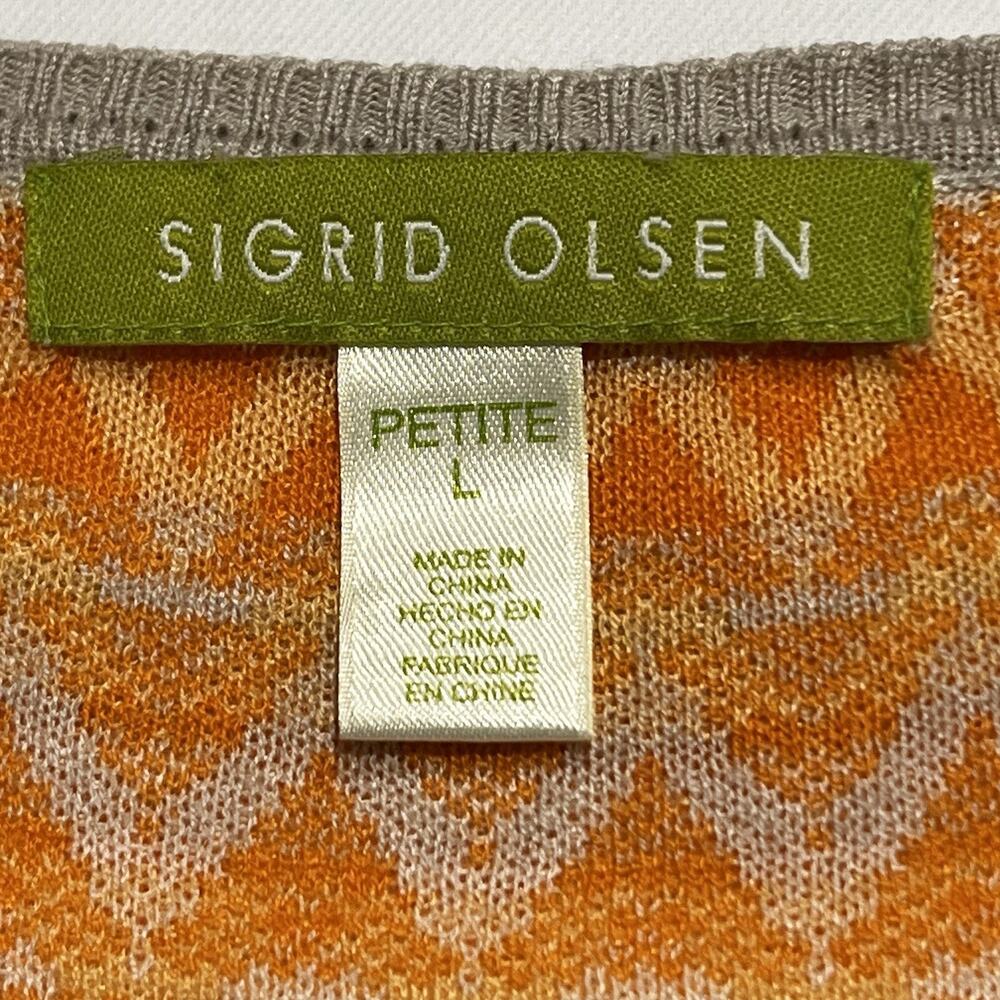 SIGRID OLSEN
PETITE
L
MADE IN
CHINA
HECHO EN
CHINA
FABRIQUE
EN CHINE